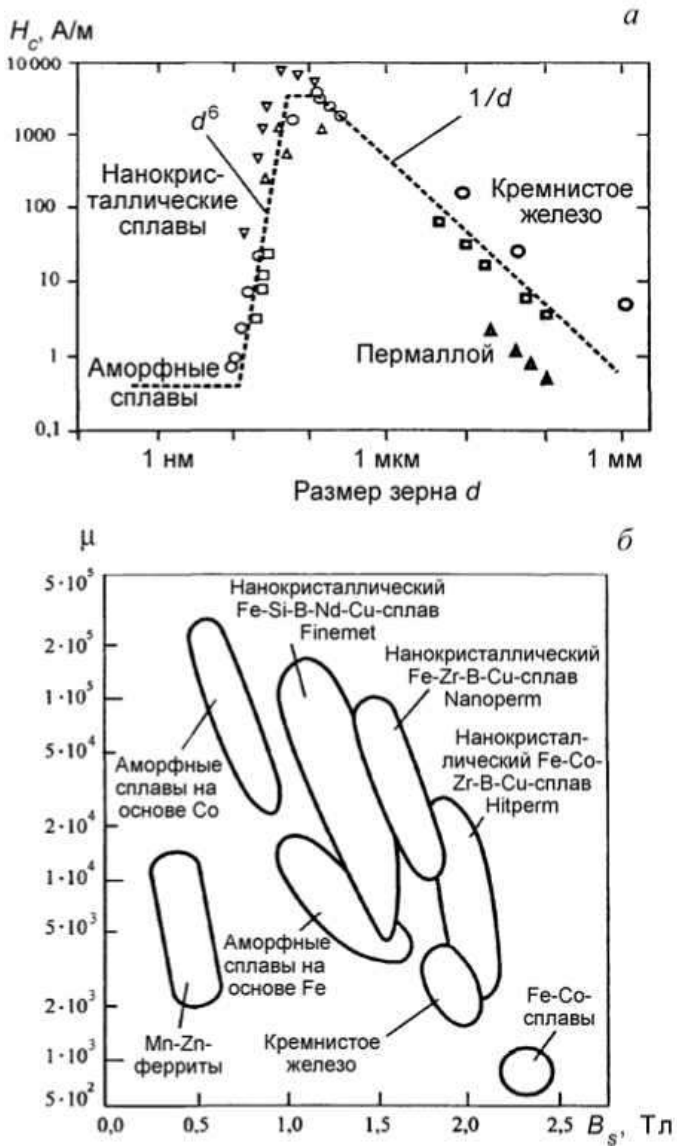 a
H_c, А/м
10 000
1000
100
10
1
0,1
d^6
1/d
Нанокрис-
таллические
сплавы
Кремнистое
железо
Аморфные
сплавы
Пермаллой
1 нм
1 мкм
1 мм
Размер зерна d
μ
б
5·10^5
2·10^5
1·10^5
5·10^4
2·10^4
1·10^4
5·10^3
2·10^3
1·10^3
5·10^2
Нанокристаллический
Fe-Si-B-Nd-Cu-сплав
Finemet
Нанокристаллический
Fe-Zr-B-Cu-сплав
Nanoperm
Нанокристал-
лический Fe-Co-
Zr-B-Cu-сплав
Hitperm
Аморфные
сплавы на
основе Co
Аморфные
сплавы на
основе Fe
Mn-Zn-
ферриты
Кремнистое
железо
Fe-Co-
сплавы
0,0
0,5
1,0
1,5
2,0
2,5
B_s, Тл